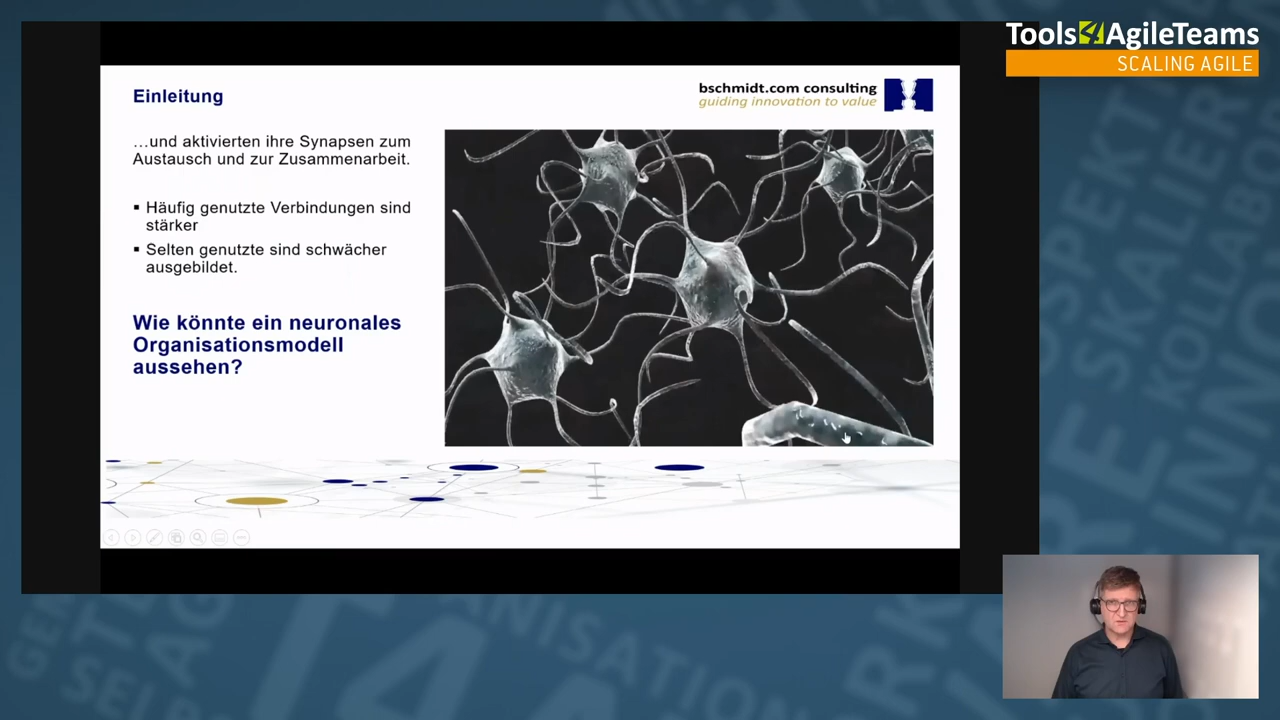 Tools4AgileTeams
SCALING AGILE
Einleitung
bschmidt.com consulting
guiding innovation to value
…und aktivierten ihre Synapsen zum
Austausch und zur Zusammenarbeit.
▪ Häufig genutzte Verbindungen sind
stärker
▪ Selten genutzte sind schwächer
ausgebildet.
Wie könnte ein neuronales
Organisationsmodell
aussehen?